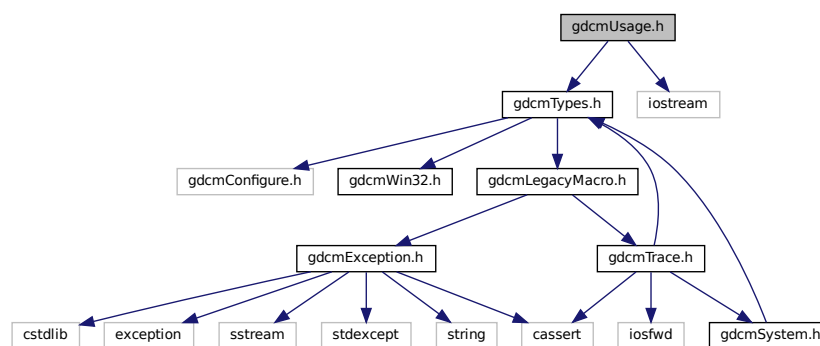 gdcmUsage.h
gdcmTypes.h
iostream
gdcmConfigure.h
gdcmWin32.h
gdcmLegacyMacro.h
gdcmException.h
gdcmTrace.h
cstdlib
exception
sstream
stdexcept
string
cassert
iosfwd
gdcmSystem.h